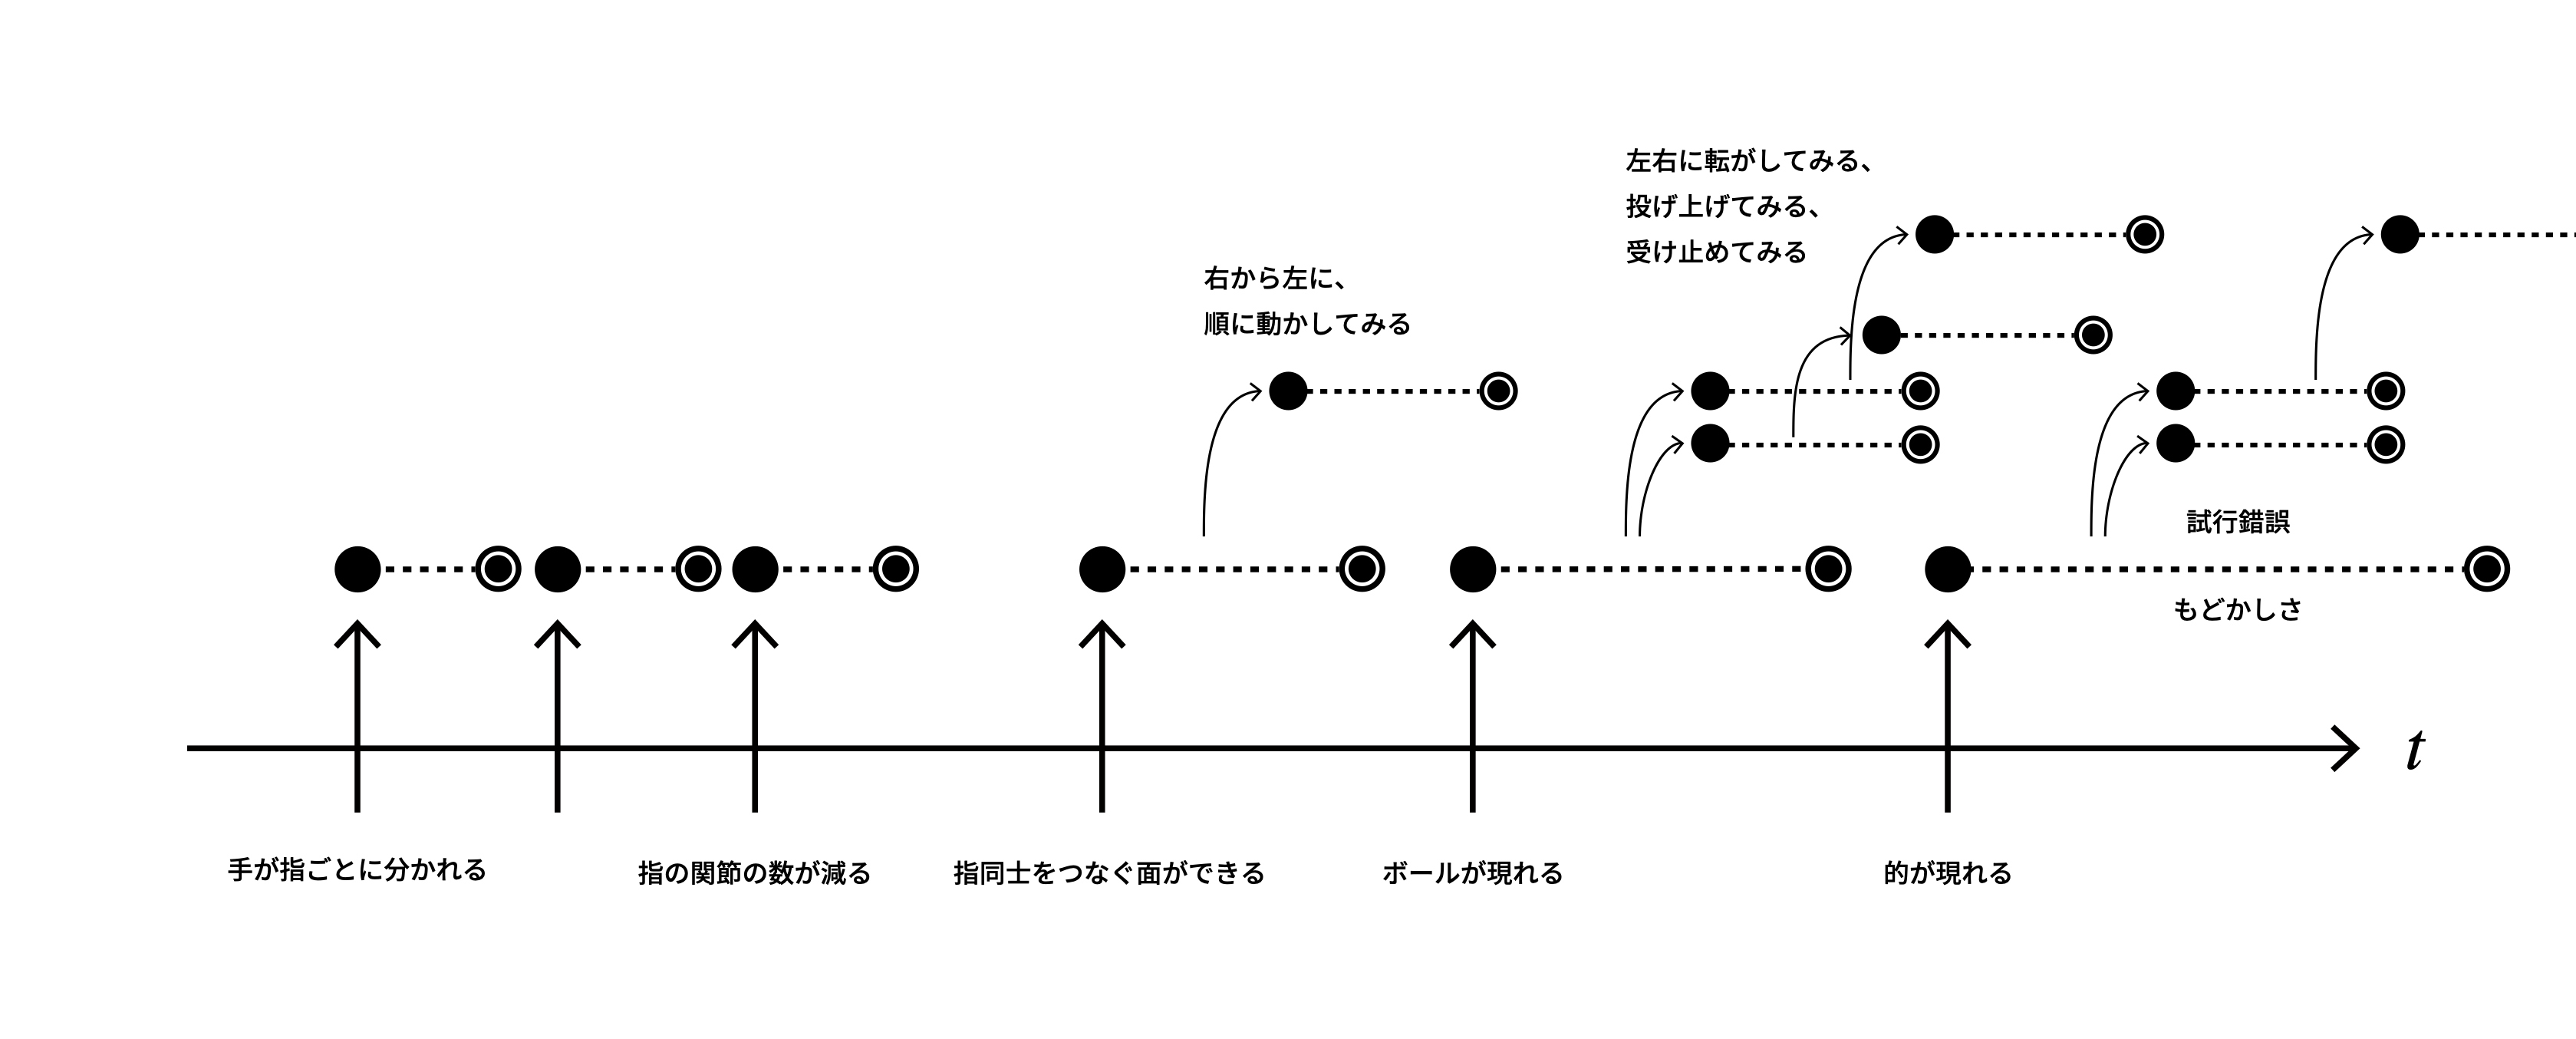 左右に転がしてみる、
投げ上げてみる、
受け止めてみる
右から左に、
順に動かしてみる
試行錯誤
もどかしさ
t
手が指ごとに分かれる
指の関節の数が減る
指同士をつなぐ面ができる
ボールが現れる
的が現れる